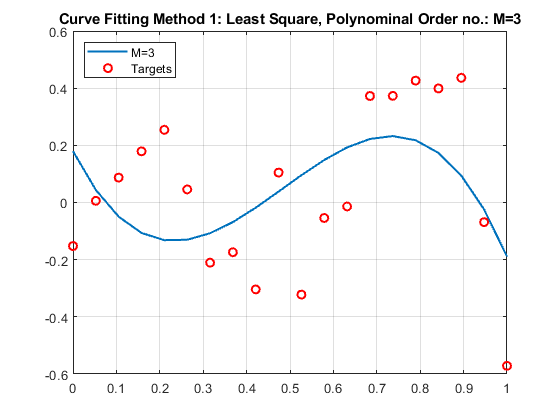 Curve Fitting Method 1: Least Square, Polynominal Order no.: M=3
0.6
M=3
Targets
0.4
0.2
0
-0.2
-0.4
-0.6
0 0.1 0.2 0.3 0.4 0.5 0.6 0.7 0.8 0.9 1